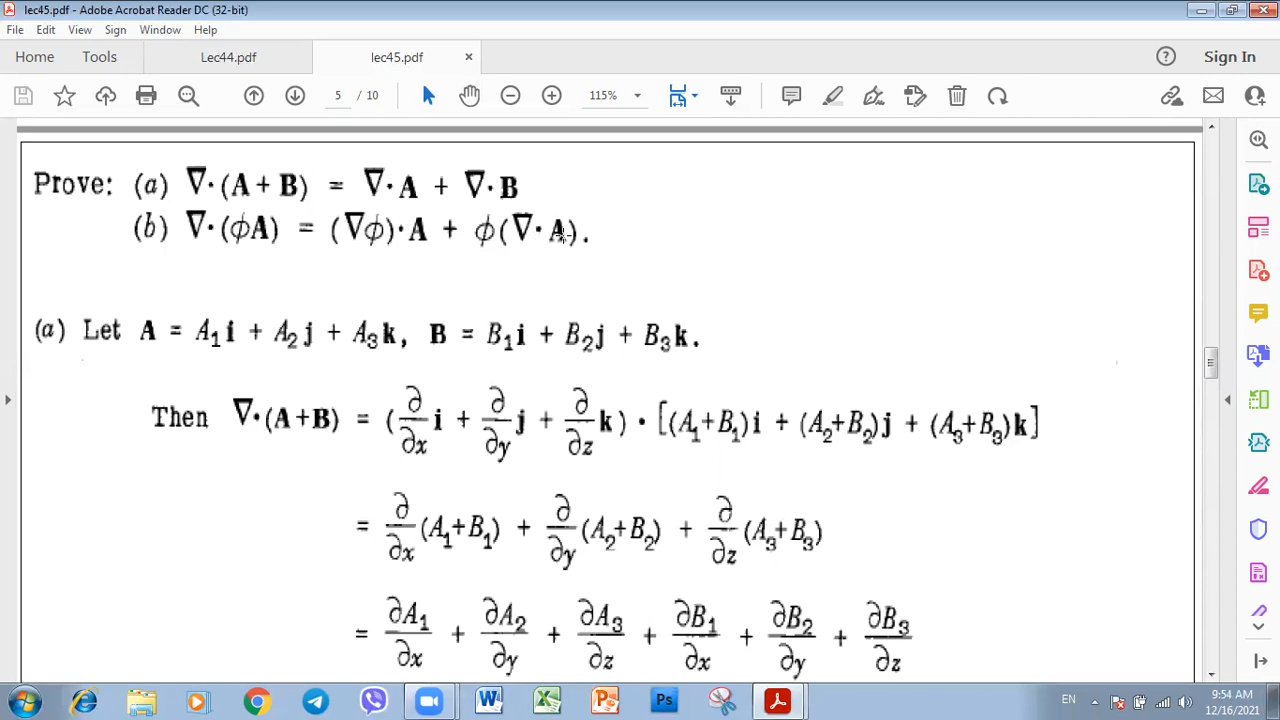 lec45.pdf - Adobe Acrobat Reader DC (32-bit)
File Edit View Sign Window Help
Home Tools Lec44.pdf lec45.pdf × Sign In
5 / 10 115%
Prove: (a) ∇·(A + B) = ∇·A + ∇·B
(b) ∇·(ϕA) = (∇ϕ)·A + ϕ(∇·A).
(a) Let A = A₁i + A₂j + A₃k, B = B₁i + B₂j + B₃k.
Then ∇·(A+B) = (∂/∂x i + ∂/∂y j + ∂/∂z k) · [(A₁+B₁)i + (A₂+B₂)j + (A₃+B₃)k]
= ∂/∂x (A₁+B₁) + ∂/∂y (A₂+B₂) + ∂/∂z (A₃+B₃)
= ∂A₁/∂x + ∂A₂/∂y + ∂A₃/∂z + ∂B₁/∂x + ∂B₂/∂y + ∂B₃/∂z
EN 9:54 AM
12/16/2021